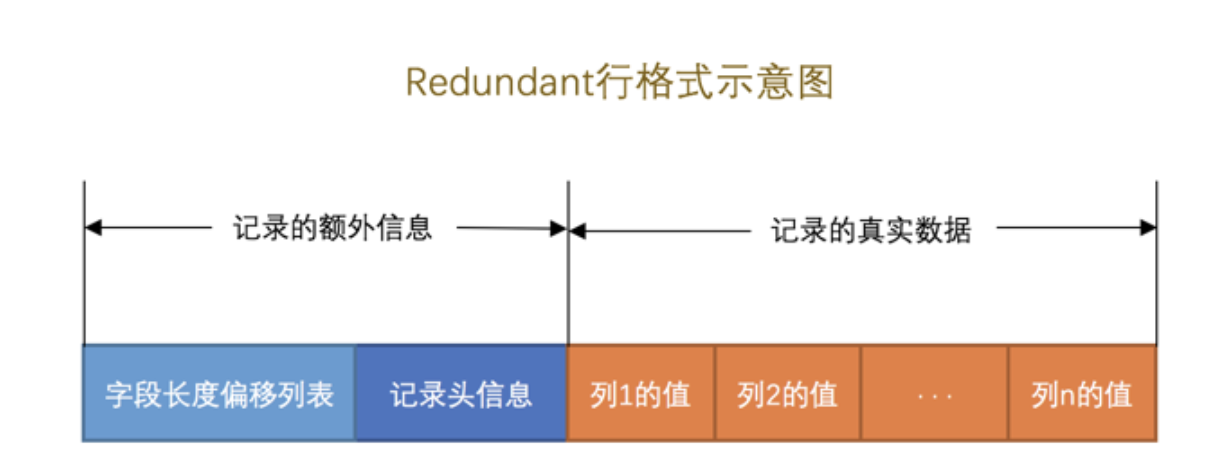 Redundant行格式示意图
记录的额外信息
记录的真实数据
字段长度偏移列表
记录头信息
列1的值
列2的值
···
列n的值